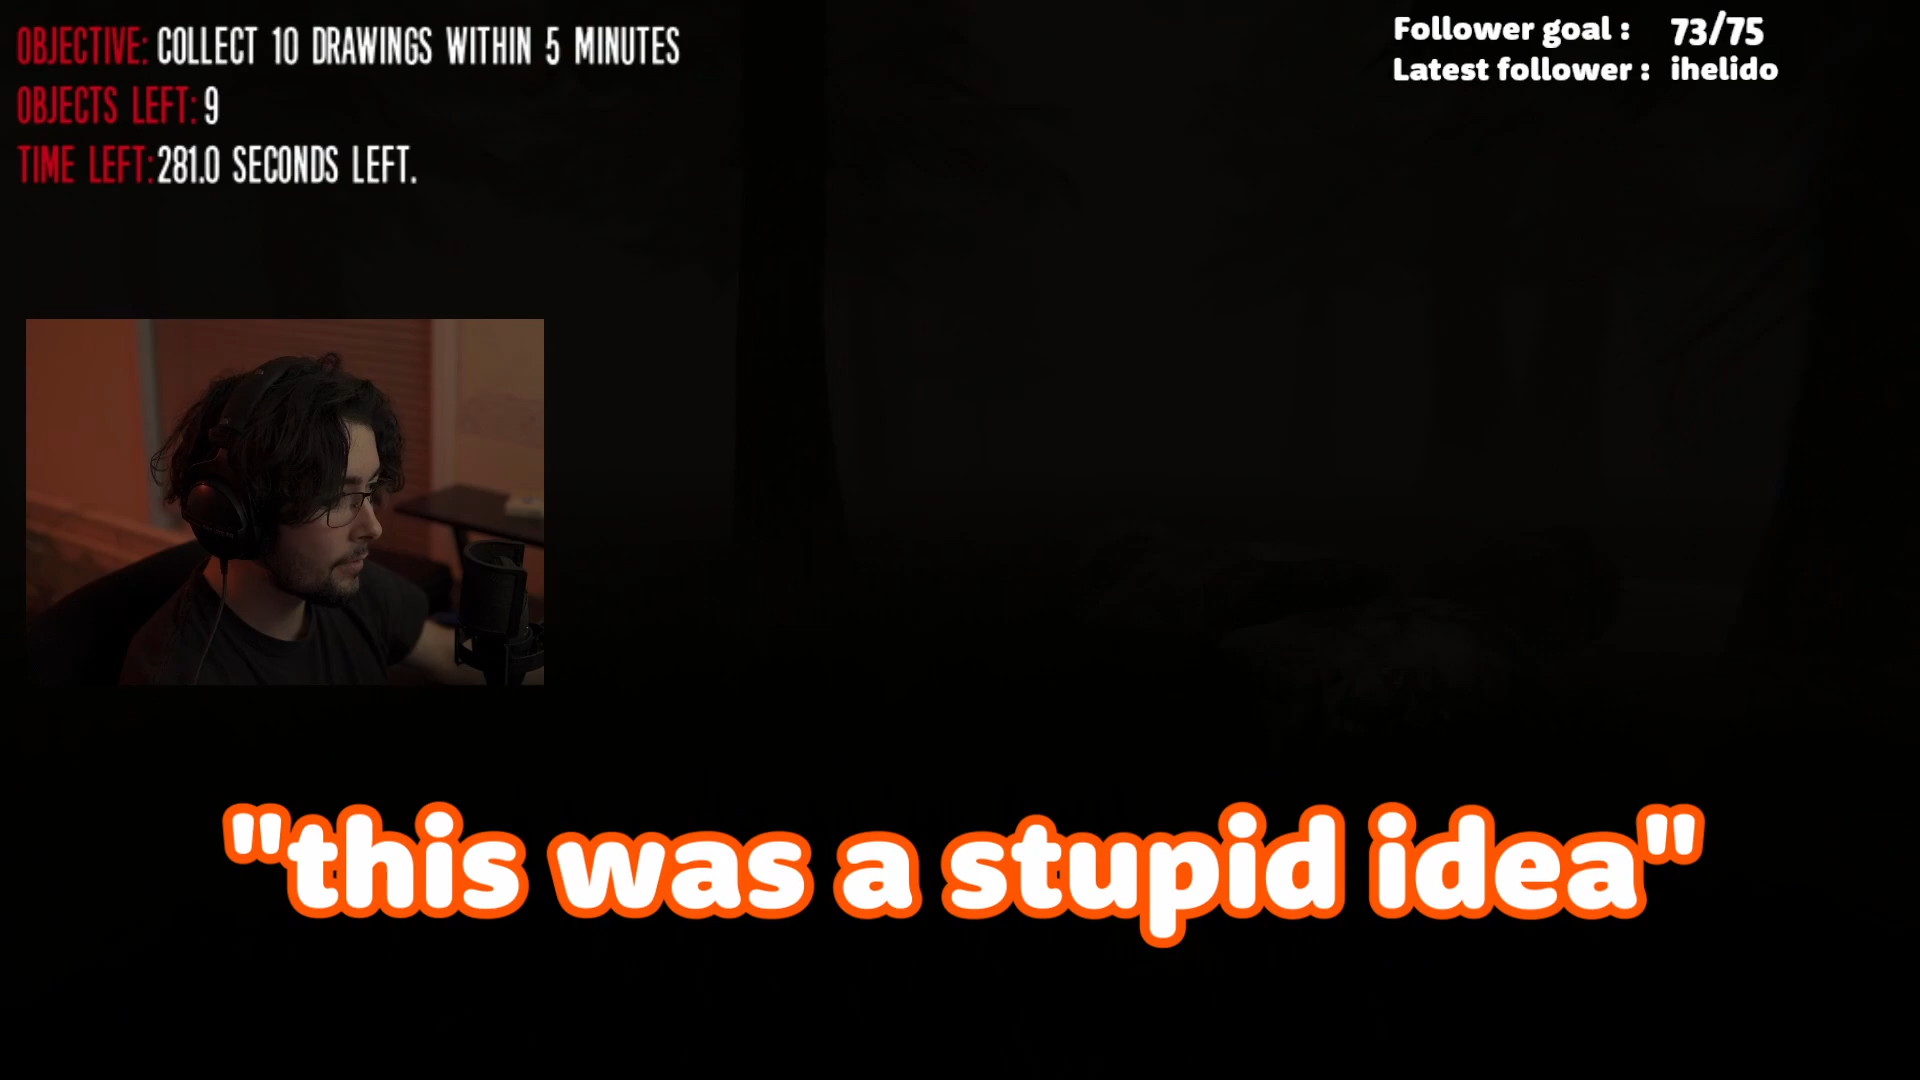 OBJECTIVE: COLLECT 10 DRAWINGS WITHIN 5 MINUTES
OBJECTS LEFT: 9
TIME LEFT: 281.0 SECONDS LEFT.
Follower goal : 73/75
Latest follower : ihelido
"this was a stupid idea"